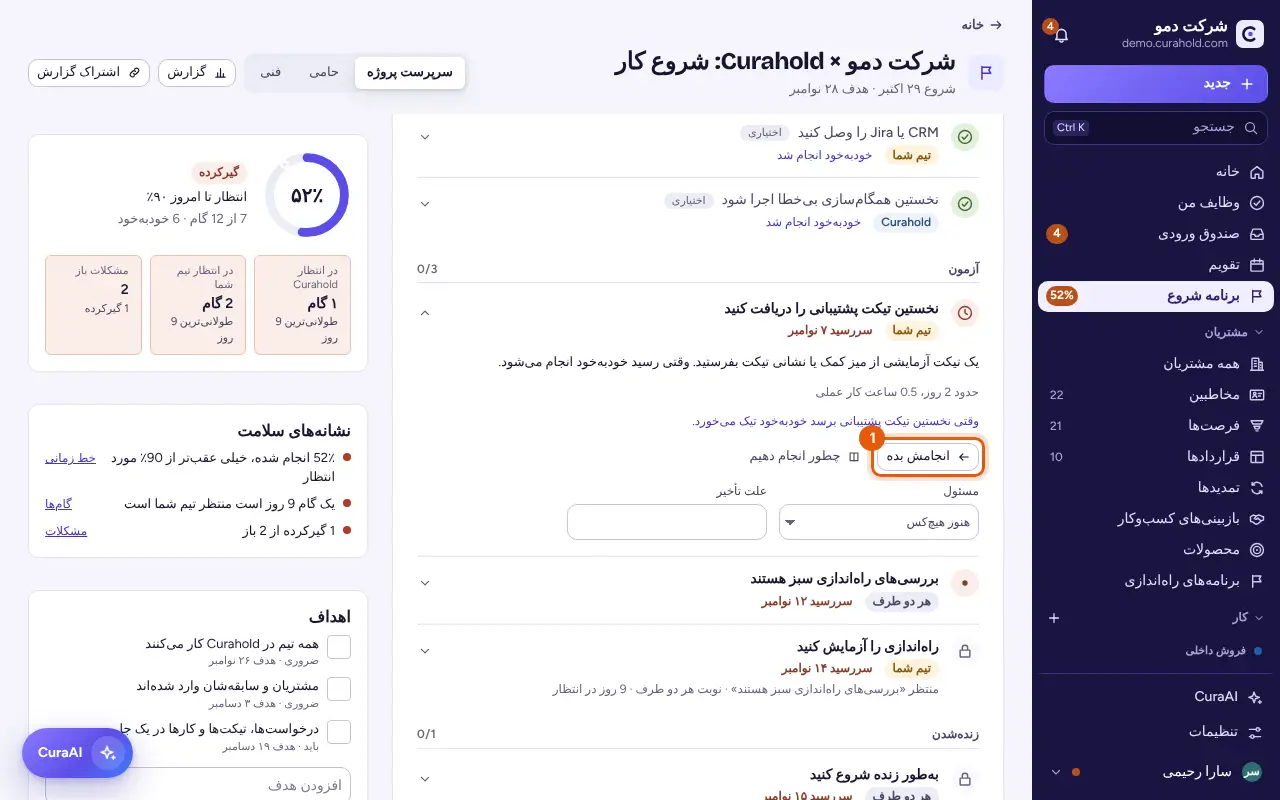 شرکت دمو
demo.curahold.com
4
جدید
جستجو
Ctrl K
خانه
وظایف من
صندوق ورودی
4
تقویم
برنامه شروع
52%
مشتریان
همه مشتریان
مخاطبین
22
فرصت‌ها
21
قراردادها
10
تمدیدها
بازبینی‌های کسب‌وکار
محصولات
برنامه‌های راه‌اندازی
کار
فروش داخلی
CuraAI
تنظیمات
سر
سارا رحیمی
خانه
شرکت دمو × Curahold: شروع کار
شروع ۲۹ اکتبر · هدف ۲۸ نوامبر
سرپرست پروژه
حامی
فنی
گزارش
اشتراک گزارش
CRM یا Jira را وصل کنید
اختیاری
تیم شما
خودبه‌خود انجام شد
نخستین همگام‌سازی بی‌خطا اجرا شود
اختیاری
Curahold
خودبه‌خود انجام شد
آزمون
0/3
نخستین تیکت پشتیبانی را دریافت کنید
تیم شما
سررسید ۷ نوامبر
یک تیکت آزمایشی از میز کمک یا نشانی تیکت بفرستید. وقتی رسید خودبه‌خود انجام می‌شود.
حدود 2 روز، 0.5 ساعت کار عملی
وقتی نخستین تیکت پشتیبانی برسد خودبه‌خود تیک می‌خورد.
1
انجامش بده
چطور انجام دهیم
مسئول
علت تأخیر
هنوز هیچ‌کس
بررسی‌های راه‌اندازی سبز هستند
هر دو طرف
سررسید ۱۲ نوامبر
راه‌اندازی را آزمایش کنید
تیم شما
سررسید ۱۴ نوامبر
منتظر «بررسی‌های راه‌اندازی سبز هستند» · نوبت هر دو طرف · 9 روز در انتظار
زنده‌شدن
0/1
به‌طور زنده شروع کنید
هر دو طرف
سررسید ۱۵ نوامبر
۵۲٪
گیرکرده
انتظار تا امروز ۹۰٪
7 از 12 گام · 6 خودبه‌خود
در انتظار
Curahold
۱ گام
طولانی‌ترین 9
روز
در انتظار تیم
شما
2 گام
طولانی‌ترین 9
روز
مشکلات باز
2
1 گیرکرده
نشانه‌های سلامت
52٪ انجام شده، خیلی عقب‌تر از 90٪ مورد
انتظار
خط زمانی
یک گام 9 روز است منتظر تیم شما است
گام‌ها
1 گیرکرده از 2 باز
مشکلات
اهداف
همه تیم در Curahold کار می‌کنند
ضروری · هدف ۲۶ نوامبر
مشتریان و سابقه‌شان وارد شده‌اند
ضروری · هدف ۳ دسامبر
درخواست‌ها، تیکت‌ها و کارها در یک جا
باید · هدف ۱۹ دسامبر
افزودن هدف
CuraAI